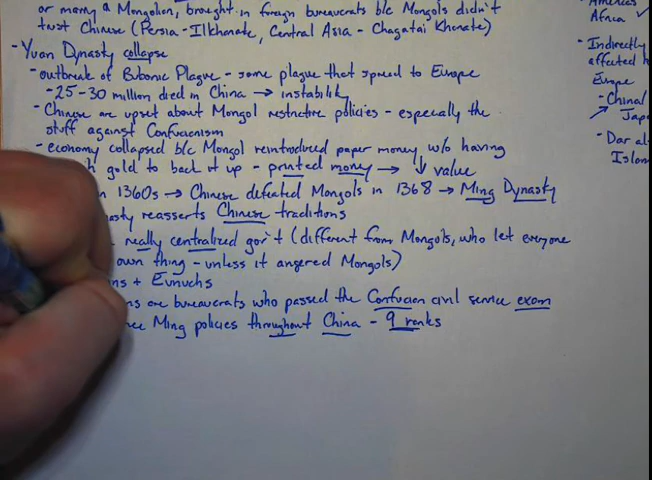 or marry a Mongolian, brought in foreign bureaucrats b/c Mongols didn't
trust Chinese (Persia - Ilkhanate, Central Asia - Chagatai Khanate)
- Yuan Dynasty collapse
- outbreak of Bubonic Plague - same plague that spread to Europe
- 25-30 million died in China → instability
- Chinese are upset about Mongol restrictive policies - especially the
stuff against Confucianism
- economy collapsed b/c Mongol reintroduced paper money w/o having
gold to back it up - printed money → ↓ value
1360s → Chinese defeated Mongols in 1368 → Ming Dynasty
reasserts Chinese traditions
really centralized gov't (different from Mongols, who let everyone
own thing - unless it angered Mongols)
+ Eunuchs
are bureaucrats who passed the Confucian civil service exam
Ming policies throughout China - 9 ranks
Americas
Africa
- Indirectly
affected
Europe
- China
- Dar al